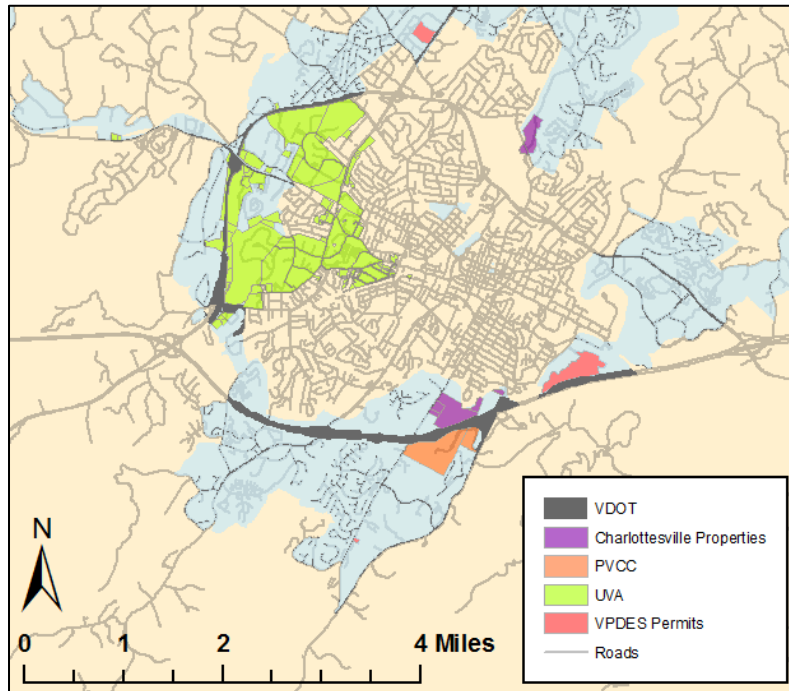 VDOT
Charlottesville Properties
PVCC
UVA
VPDES Permits
Roads
N
0 1 2 4 Miles